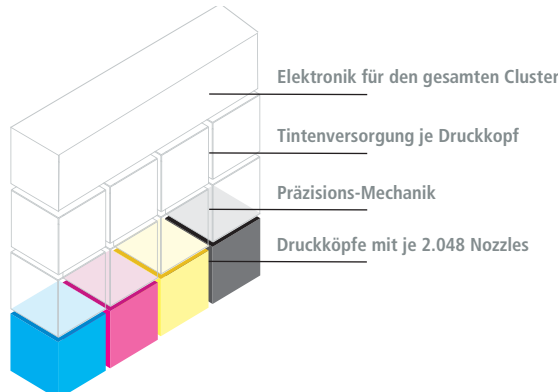 Elektronik für den gesamten Cluster
Tintenversorgung je Druckkopf
Präzisions-Mechanik
Druckköpfe mit je 2.048 Nozzles